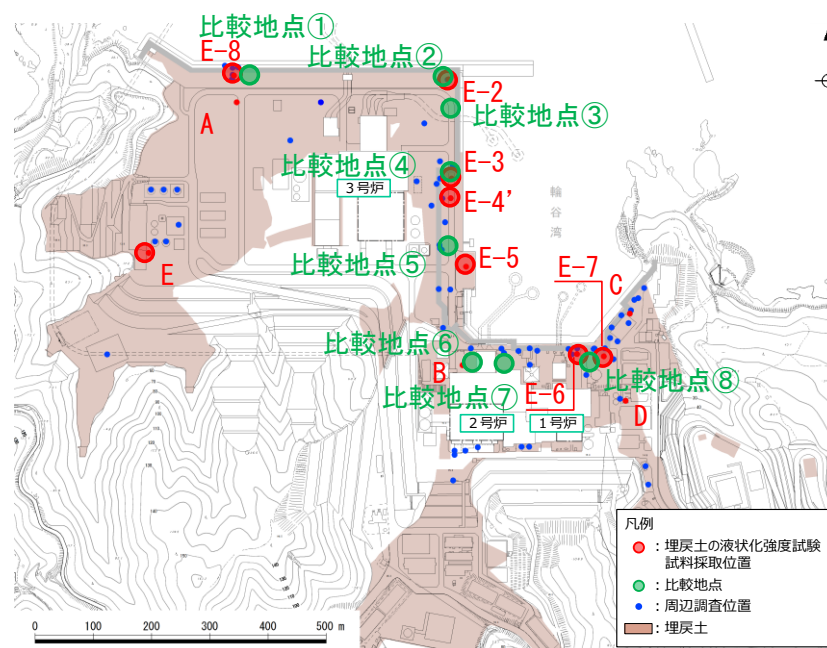 比較地点①
E-8
比較地点②
E-2
A
比較地点③
比較地点④
E-3
3号炉
E-4’
輪谷湾
比較地点⑤
E-5
E
E-7
C
比較地点⑥
B
比較地点⑧
比較地点⑦
E-6
D
2号炉
1号炉
凡例
：埋戻土の液状化強度試験
試料採取位置
：比較地点
：周辺調査位置
：埋戻土
0 100 200 300 400 500 m